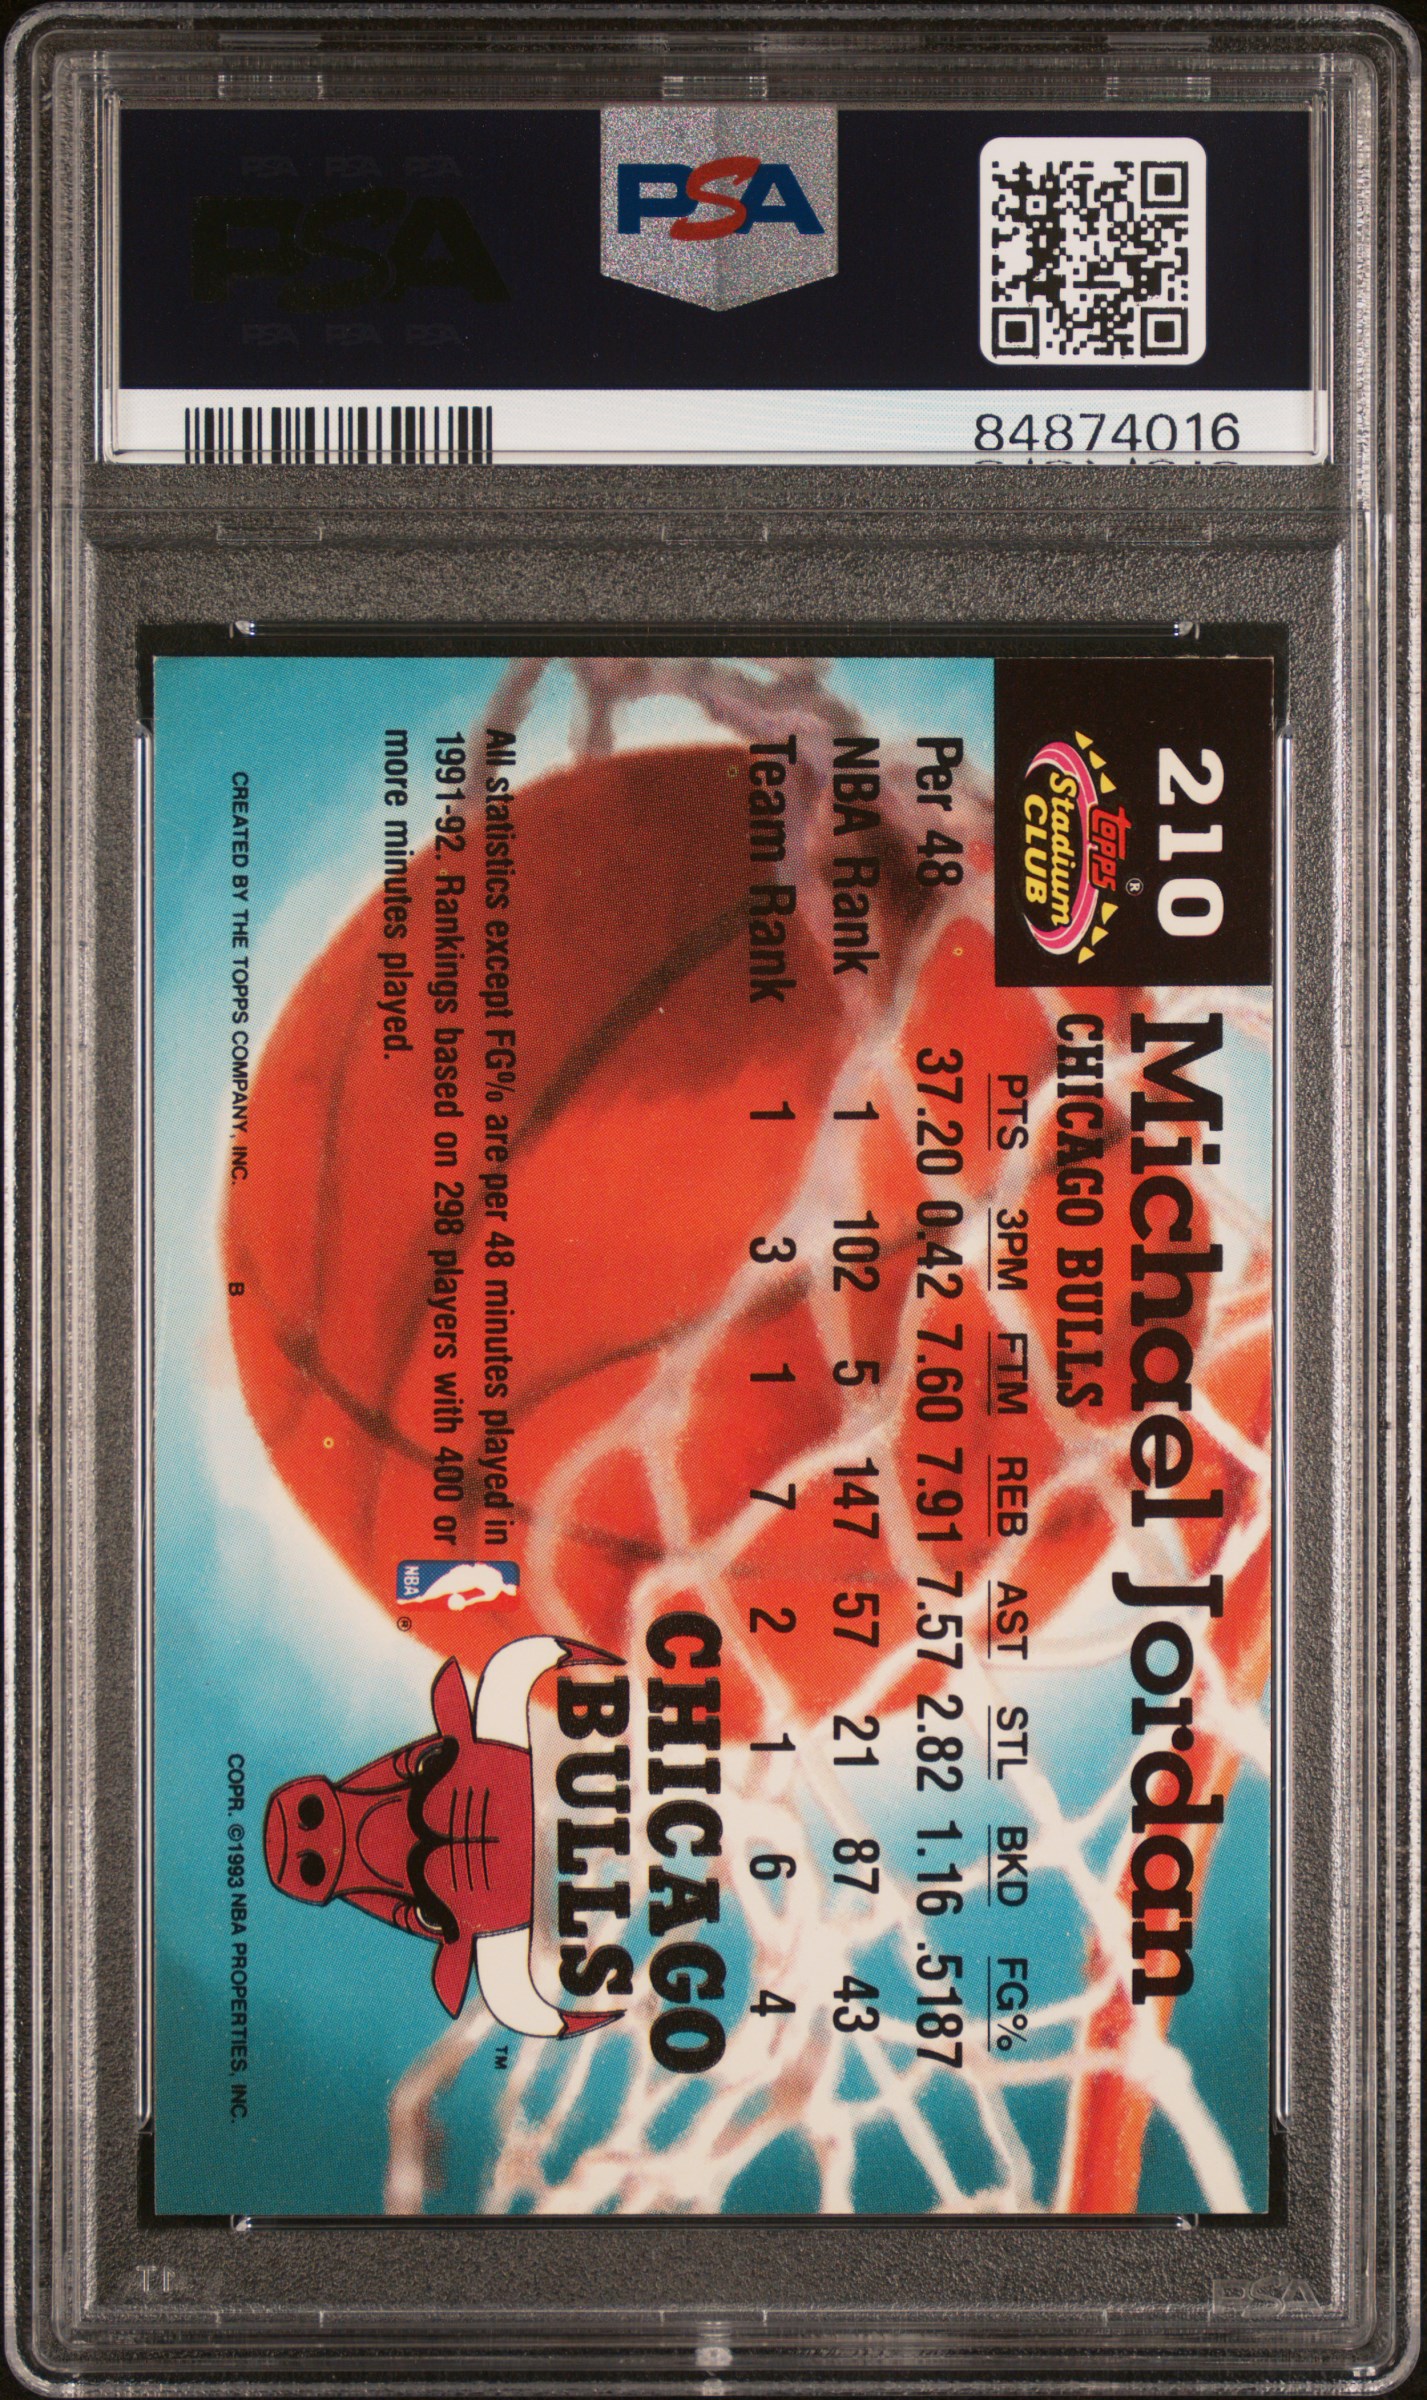 PSA PSA PSA
PSA
PSA PSA PSA
PSA
84874016
210
Topps ®
Stadium
CLUB
Michael Jordan
CHICAGO BULLS
PTS 3PM FTM REB AST STL BKD FG%
Per 48 37.20 0.42 7.60 7.91 7.57 2.82 1.16 .5187
NBA Rank 1 102 5 147 57 21 87 43
Team Rank 1 3 1 7 2 1 6 4
All statistics except FG% are per 48 minutes played in
1991-92. Rankings based on 298 players with 400 or
more minutes played.
NBA ®
CHICAGO
BULLS
TM
CREATED BY THE TOPPS COMPANY, INC. B COPR. ©1993 NBA PROPERTIES, INC.
PSA